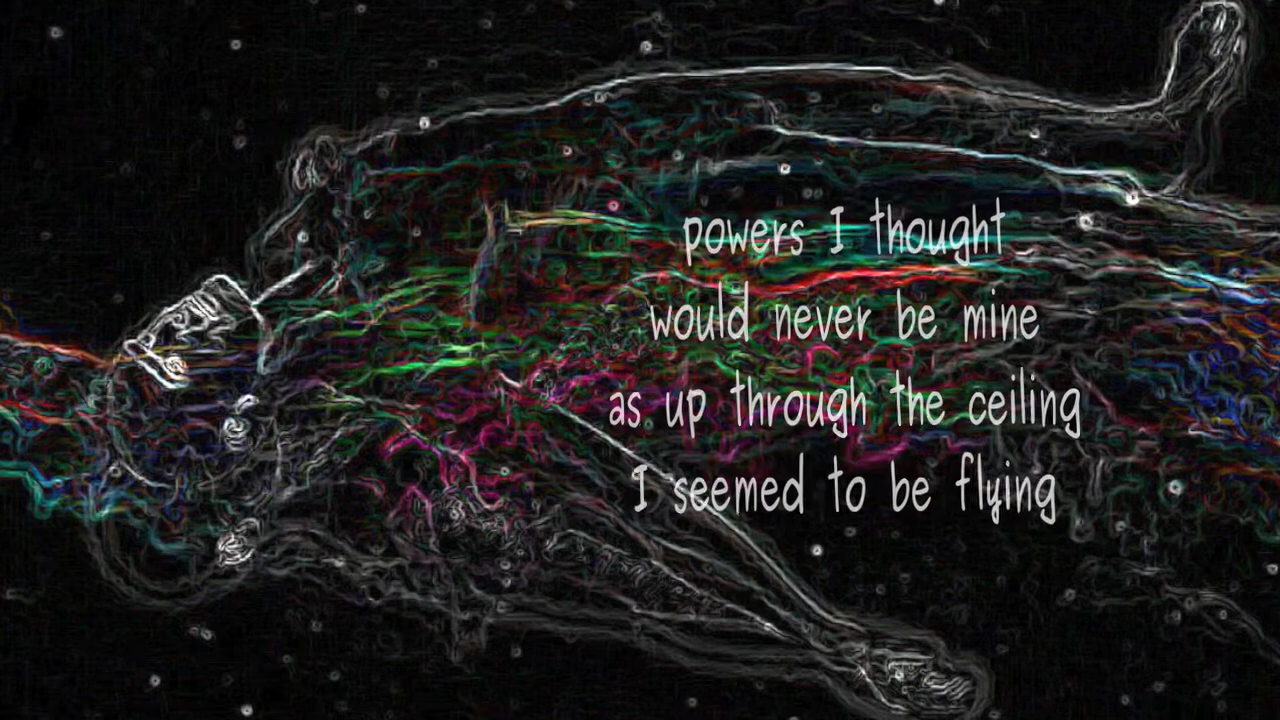 powers I thought
would never be mine
as up through the ceiling
I seemed to be flying